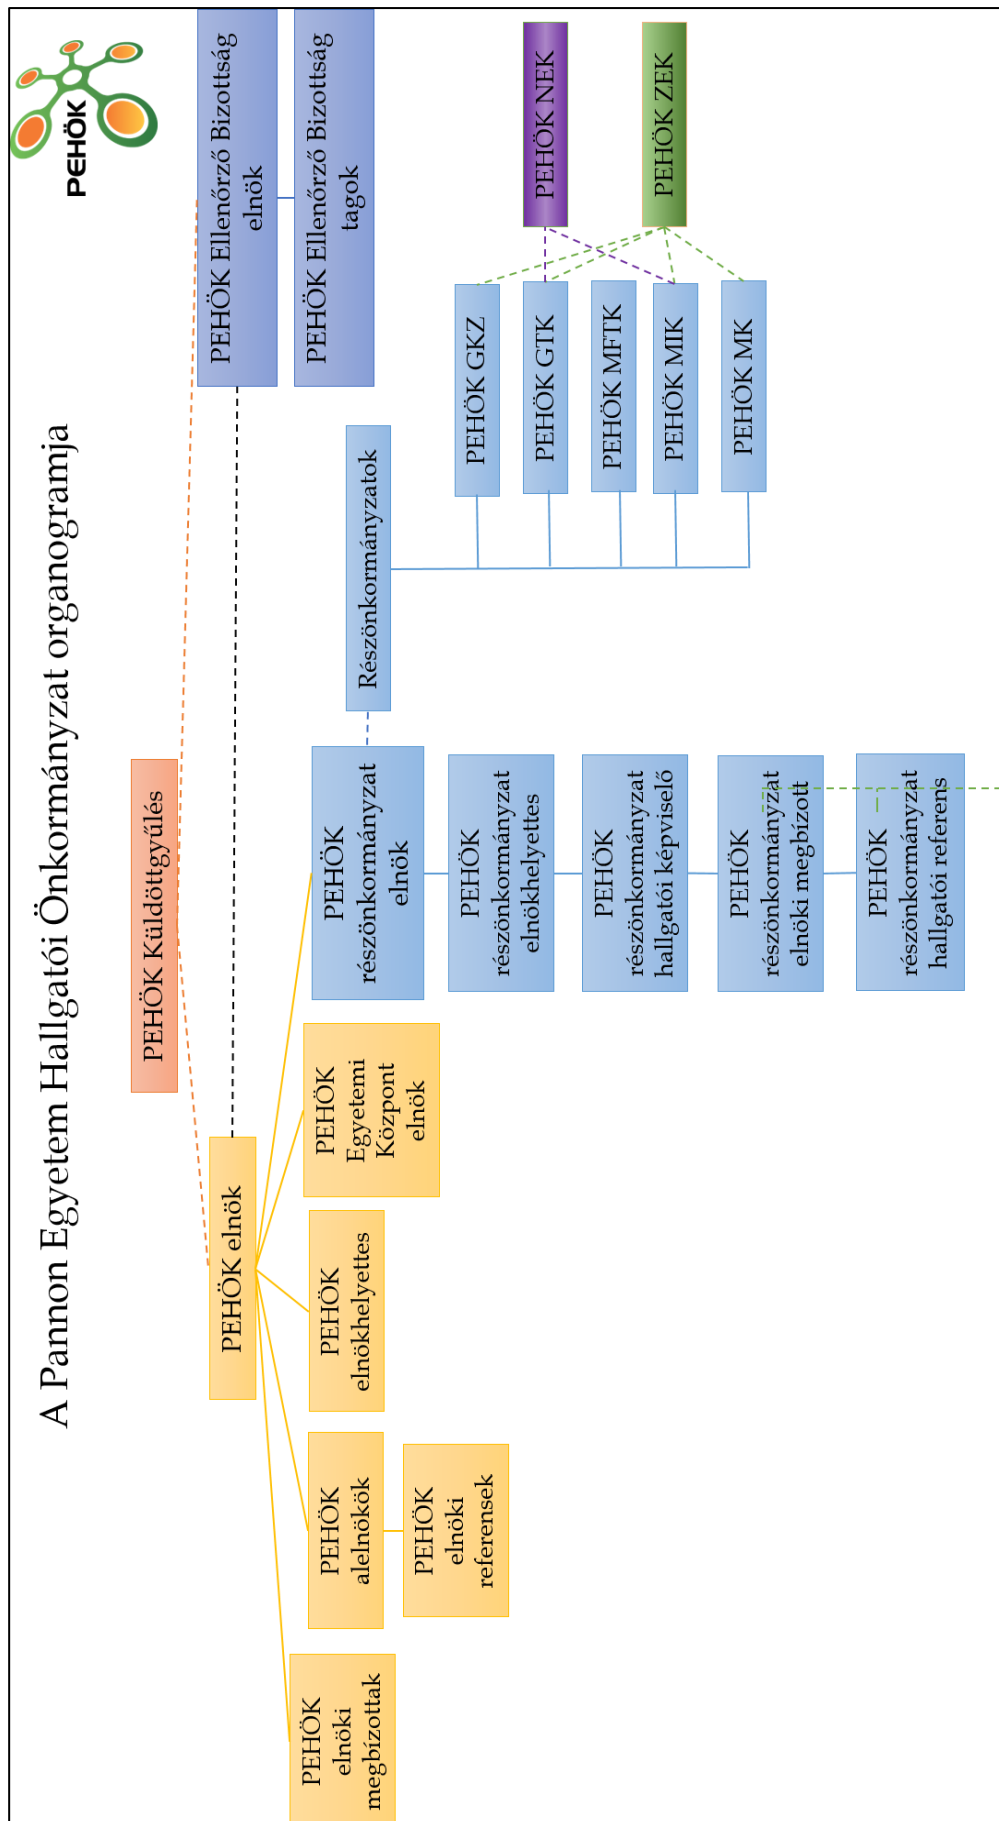 A Pannon Egyetem Hallgatói Önkormányzat organogramja
PEHÖK
PEHÖK Küldöttgyűlés
PEHÖK elnök
PEHÖK Ellenőrző Bizottság
elnök
PEHÖK Ellenőrző Bizottság
tagok
PEHÖK
elnöki
megbízottak
PEHÖK
alelnökök
PEHÖK
elnöki
referensek
PEHÖK
elnökhelyettes
PEHÖK
Egyetemi
Központ
elnök
PEHÖK
részönkormányzat
elnök
PEHÖK
részönkormányzat
elnökhelyettes
PEHÖK
részönkormányzat
hallgatói képviselő
PEHÖK
részönkormányzat
elnöki megbízott
PEHÖK
részönkormányzat
hallgatói referens
Részönkormányzatok
PEHÖK GKZ
PEHÖK GTK
PEHÖK MFTK
PEHÖK MIK
PEHÖK MK
PEHÖK NEK
PEHÖK ZEK